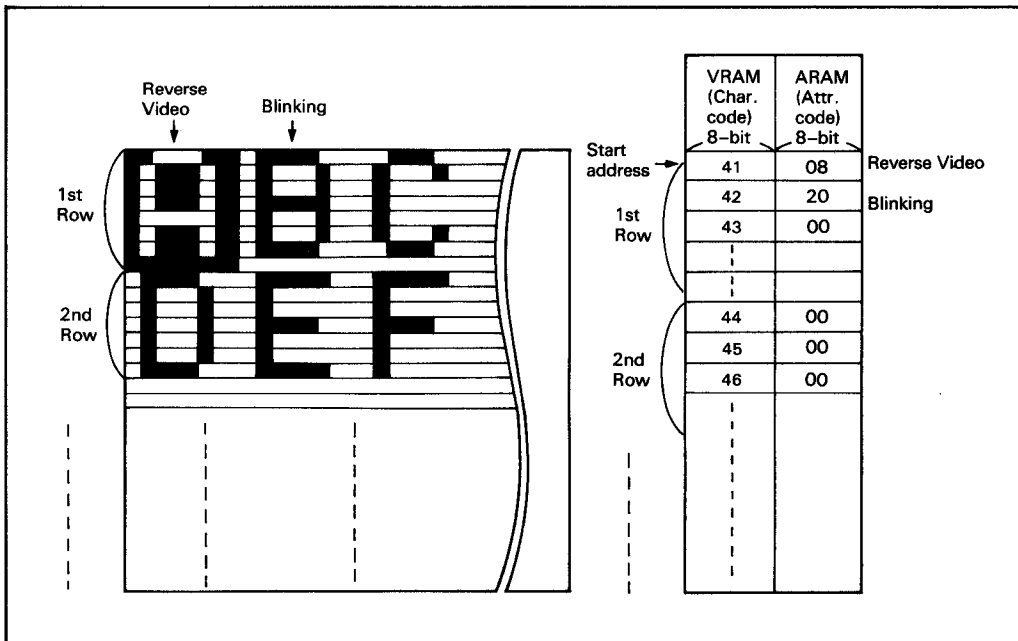 Reverse
Video
Blinking
1st
Row
2nd
Row
ABC
DEF
VRAM
(Char.
code)
8–bit
ARAM
(Attr.
code)
8–bit
Start
address
1st
Row
2nd
Row
41 08 Reverse Video
42 20 Blinking
43 00
44 00
45 00
46 00